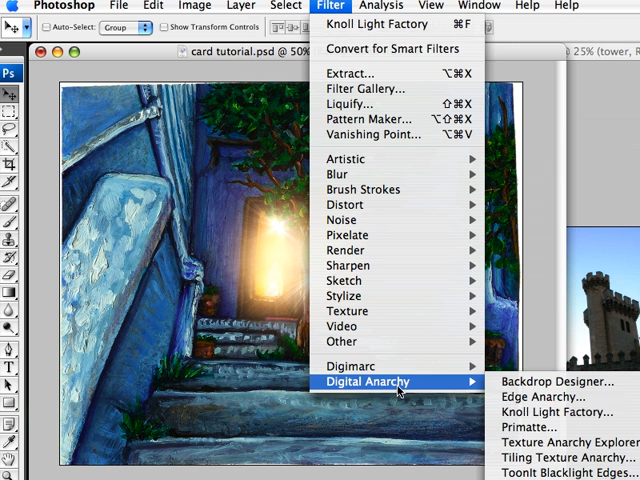 Photoshop File Edit Image Layer Select Filter Analysis View Window Help
Auto-Select: Group Show Transform Controls
card tutorial.psd @ 50%
@ 25% (tower, R
Ps
T
Knoll Light Factory ⌘F
Convert for Smart Filters
Extract... ⌥⌘X
Filter Gallery...
Liquify... ⇧⌘X
Pattern Maker... ⌥⇧⌘X
Vanishing Point... ⌥⌘V
Artistic
Blur
Brush Strokes
Distort
Noise
Pixelate
Render
Sharpen
Sketch
Stylize
Texture
Video
Other
Digimarc
Digital Anarchy
Backdrop Designer...
Edge Anarchy...
Knoll Light Factory...
Primatte...
Texture Anarchy Explorer
Tiling Texture Anarchy...
ToonIt Blacklight Edges...